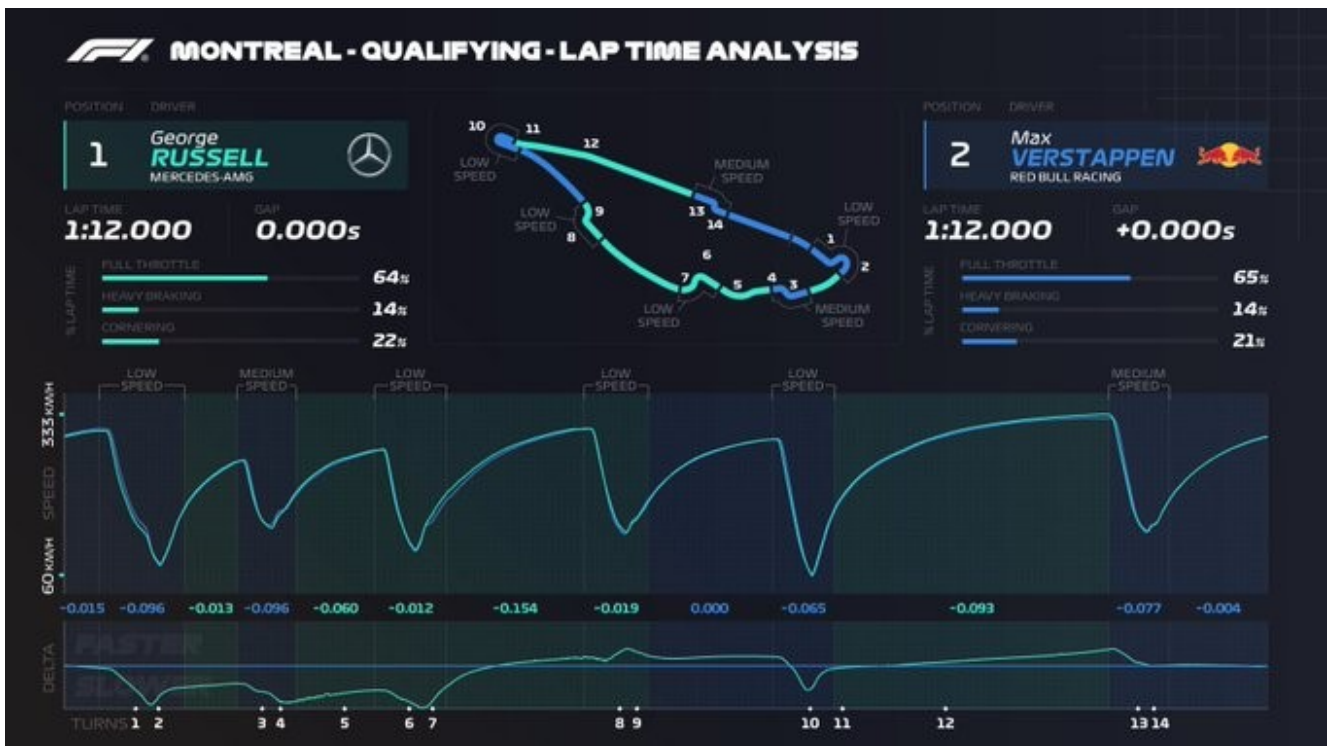 F1 MONTREAL - QUALIFYING - LAP TIME ANALYSIS
POSITION DRIVER
1 George
RUSSELL
MERCEDES-AMG
LAP TIME GAP
1:12.000 0.000s
% LAP TIME
FULL THROTTLE 64%
HEAVY BRAKING 14%
CORNERING 22%
10 11 12
LOW SPEED
MEDIUM SPEED
13 14
LOW SPEED
9
8
LOW SPEED
1
2
6
7 5 4 3
LOW SPEED
MEDIUM SPEED
POSITION DRIVER
2 Max
VERSTAPPEN
RED BULL RACING
LAP TIME GAP
1:12.000 +0.000s
% LAP TIME
FULL THROTTLE 65%
HEAVY BRAKING 14%
CORNERING 21%
LOW SPEED MEDIUM SPEED LOW SPEED LOW SPEED LOW SPEED MEDIUM SPEED
333 KM/H
SPEED
60 KM/H
-0.015 -0.096 -0.013 -0.096 -0.060 -0.012 -0.154 -0.019 0.000 -0.065 -0.093 -0.077 -0.004
DELTA
FASTER
SLOWER
TURNS 1 2 3 4 5 6 7 8 9 10 11 12 13 14